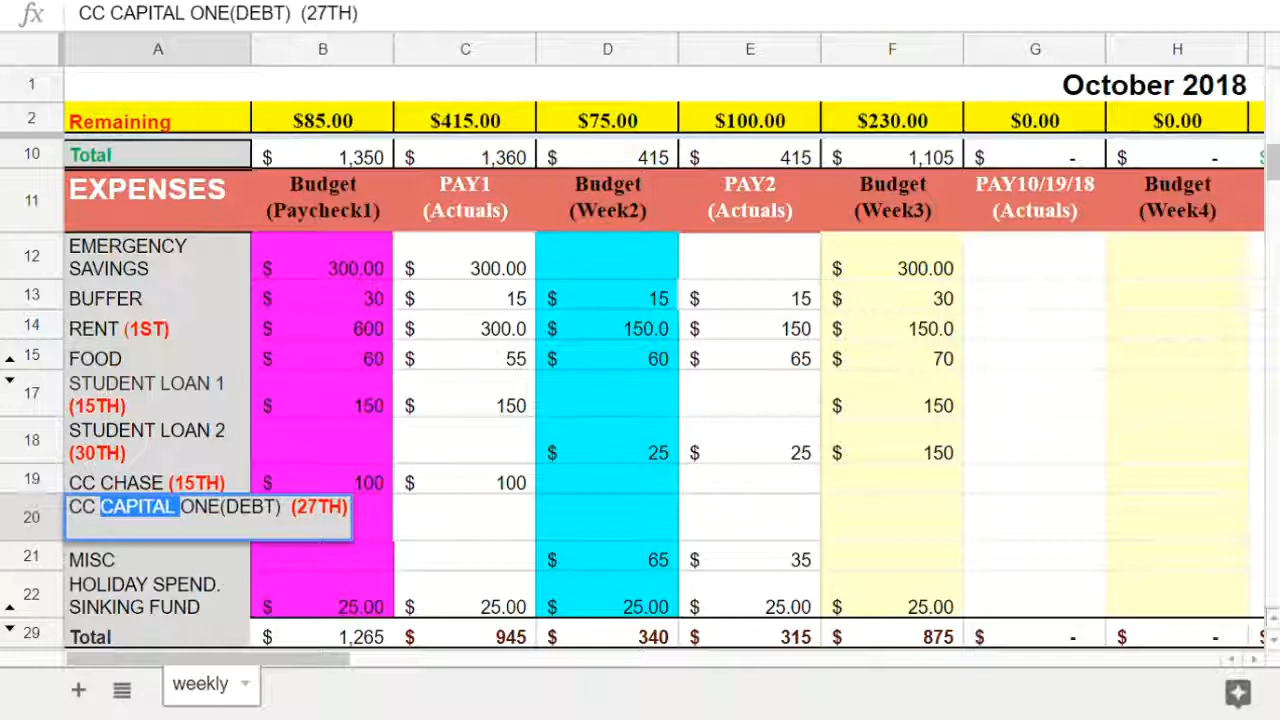 fx CC CAPITAL ONE(DEBT) (27TH)
A B C D E F G H
1 October 2018
2 Remaining $85.00 $415.00 $75.00 $100.00 $230.00 $0.00 $0.00
10 Total $ 1,350 $ 1,360 $ 415 $ 415 $ 1,105 $ - $ -
11 EXPENSES Budget PAY1 Budget PAY2 Budget PAY10/19/18 Budget
(Paycheck1) (Actuals) (Week2) (Actuals) (Week3) (Actuals) (Week4)
EMERGENCY
12 SAVINGS $ 300.00 $ 300.00 $ 300.00
13 BUFFER $ 30 $ 15 $ 15 $ 15 $ 30
14 RENT (1ST) $ 600 $ 300.0 $ 150.0 $ 150 $ 150.0
15 FOOD $ 60 $ 55 $ 60 $ 65 $ 70
STUDENT LOAN 1
17 (15TH) $ 150 $ 150 $ 150
STUDENT LOAN 2
18 (30TH) $ 25 $ 25 $ 150
19 CC CHASE (15TH) $ 100 $ 100
20 CC CAPITAL ONE(DEBT) (27TH)
21 MISC $ 65 $ 35
HOLIDAY SPEND.
22 SINKING FUND $ 25.00 $ 25.00 $ 25.00 $ 25.00 $ 25.00
29 Total $ 1,265 $ 945 $ 340 $ 315 $ 875 $ - $ -
+ weekly